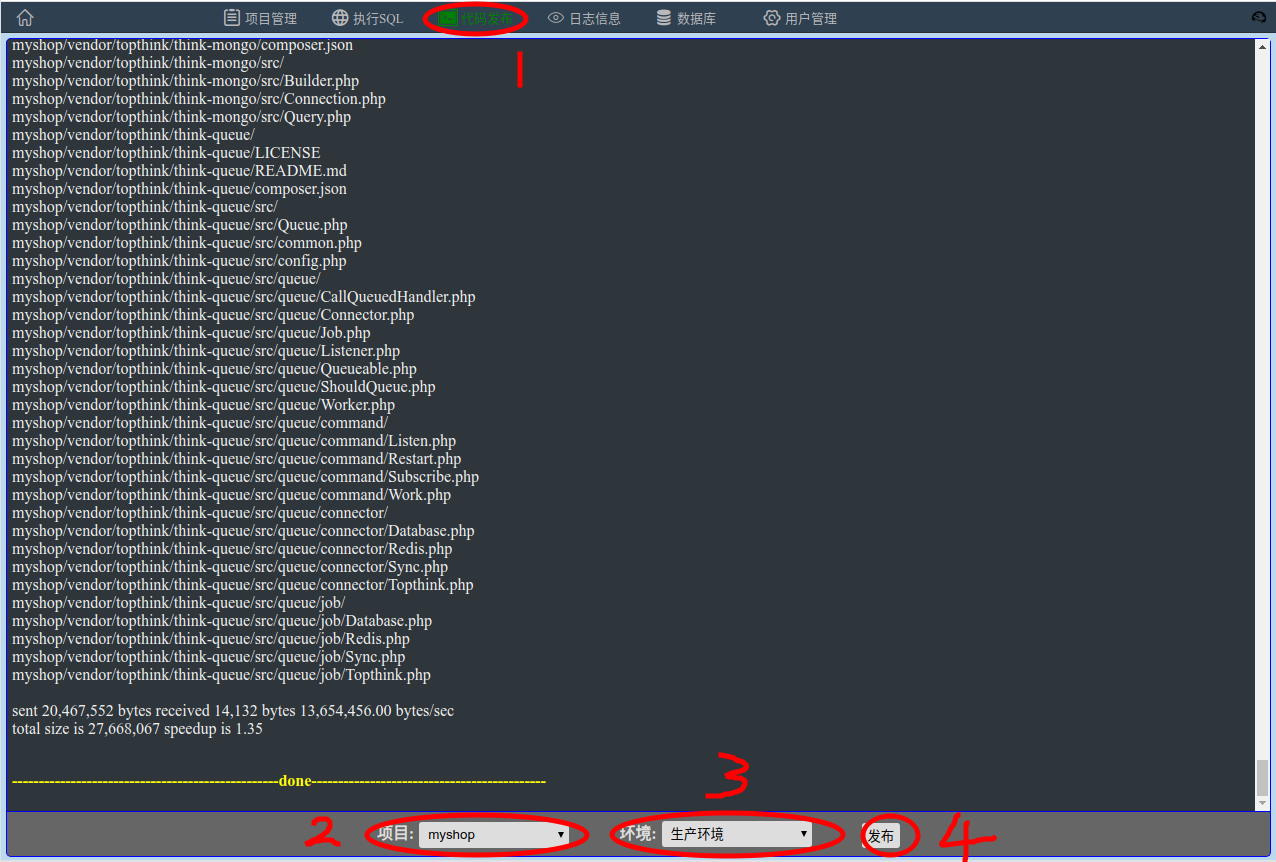 项目管理 执行SQL 代码发布 日志信息 数据库 用户管理
1
myshop/vendor/topthink/think-mongo/composer.json
myshop/vendor/topthink/think-mongo/src/
myshop/vendor/topthink/think-mongo/src/Builder.php
myshop/vendor/topthink/think-mongo/src/Connection.php
myshop/vendor/topthink/think-mongo/src/Query.php
myshop/vendor/topthink/think-queue/
myshop/vendor/topthink/think-queue/LICENSE
myshop/vendor/topthink/think-queue/README.md
myshop/vendor/topthink/think-queue/composer.json
myshop/vendor/topthink/think-queue/src/
myshop/vendor/topthink/think-queue/src/Queue.php
myshop/vendor/topthink/think-queue/src/common.php
myshop/vendor/topthink/think-queue/src/config.php
myshop/vendor/topthink/think-queue/src/queue/
myshop/vendor/topthink/think-queue/src/queue/CallQueuedHandler.php
myshop/vendor/topthink/think-queue/src/queue/Connector.php
myshop/vendor/topthink/think-queue/src/queue/Job.php
myshop/vendor/topthink/think-queue/src/queue/Listener.php
myshop/vendor/topthink/think-queue/src/queue/Queueable.php
myshop/vendor/topthink/think-queue/src/queue/ShouldQueue.php
myshop/vendor/topthink/think-queue/src/queue/Worker.php
myshop/vendor/topthink/think-queue/src/queue/command/
myshop/vendor/topthink/think-queue/src/queue/command/Listen.php
myshop/vendor/topthink/think-queue/src/queue/command/Restart.php
myshop/vendor/topthink/think-queue/src/queue/command/Subscribe.php
myshop/vendor/topthink/think-queue/src/queue/command/Work.php
myshop/vendor/topthink/think-queue/src/queue/connector/
myshop/vendor/topthink/think-queue/src/queue/connector/Database.php
myshop/vendor/topthink/think-queue/src/queue/connector/Redis.php
myshop/vendor/topthink/think-queue/src/queue/connector/Sync.php
myshop/vendor/topthink/think-queue/src/queue/connector/Topthink.php
myshop/vendor/topthink/think-queue/src/queue/job/
myshop/vendor/topthink/think-queue/src/queue/job/Database.php
myshop/vendor/topthink/think-queue/src/queue/job/Redis.php
myshop/vendor/topthink/think-queue/src/queue/job/Sync.php
myshop/vendor/topthink/think-queue/src/queue/job/Topthink.php
sent 20,467,552 bytes received 14,132 bytes 13,654,456.00 bytes/sec
total size is 27,668,067 speedup is 1.35
--------------------------------------------------done--------------------------------------------
3
2 项目: myshop 环境: 生产环境 发布 4